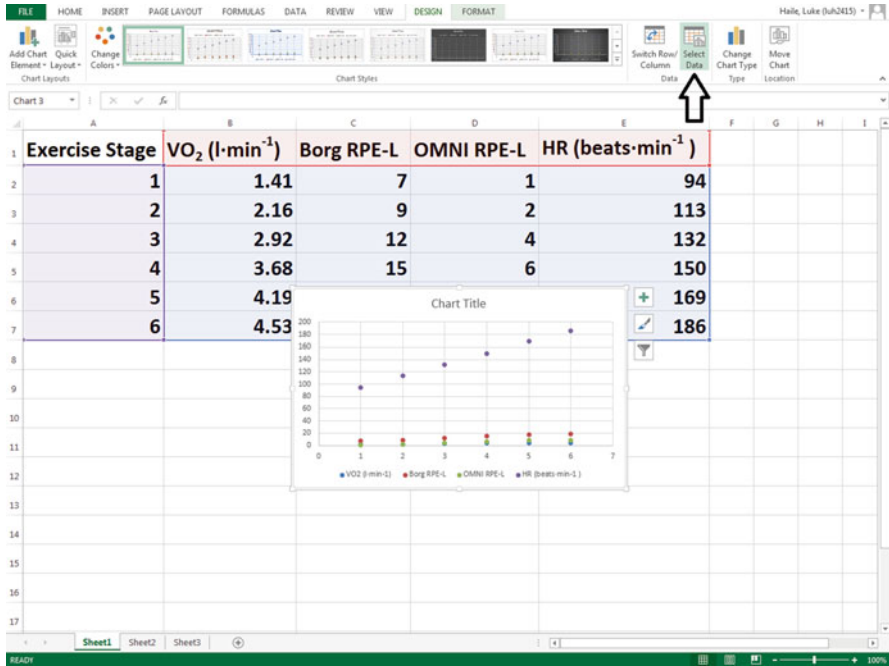 FILE HOME INSERT PAGE LAYOUT FORMULAS DATA REVIEW VIEW DESIGN FORMAT Haile, Luke (luh2415)
Add Chart Element Quick Layout Change Colors Switch Row/ Column Select Data Change Chart Type Move Chart
Chart Layouts Chart Styles Data Type Location
Chart 3 fx
A B C D E F G H I
1 Exercise Stage VO₂ (l·min⁻¹) Borg RPE-L OMNI RPE-L HR (beats·min⁻¹ )
2 1 1.41 7 1 94
3 2 2.16 9 2 113
4 3 2.92 12 4 132
5 4 3.68 15 6 150
6 5 4.19 169
7 6 4.53 186
Chart Title
200
180
160
140
120
100
80
60
40
20
0
0 1 2 3 4 5 6 7
VO2 (l·min-1) Borg RPE-L OMNI RPE-L HR (beats·min-1 )
8
9
10
11
12
13
14
15
16
17
Sheet1 Sheet2 Sheet3
READY 100%